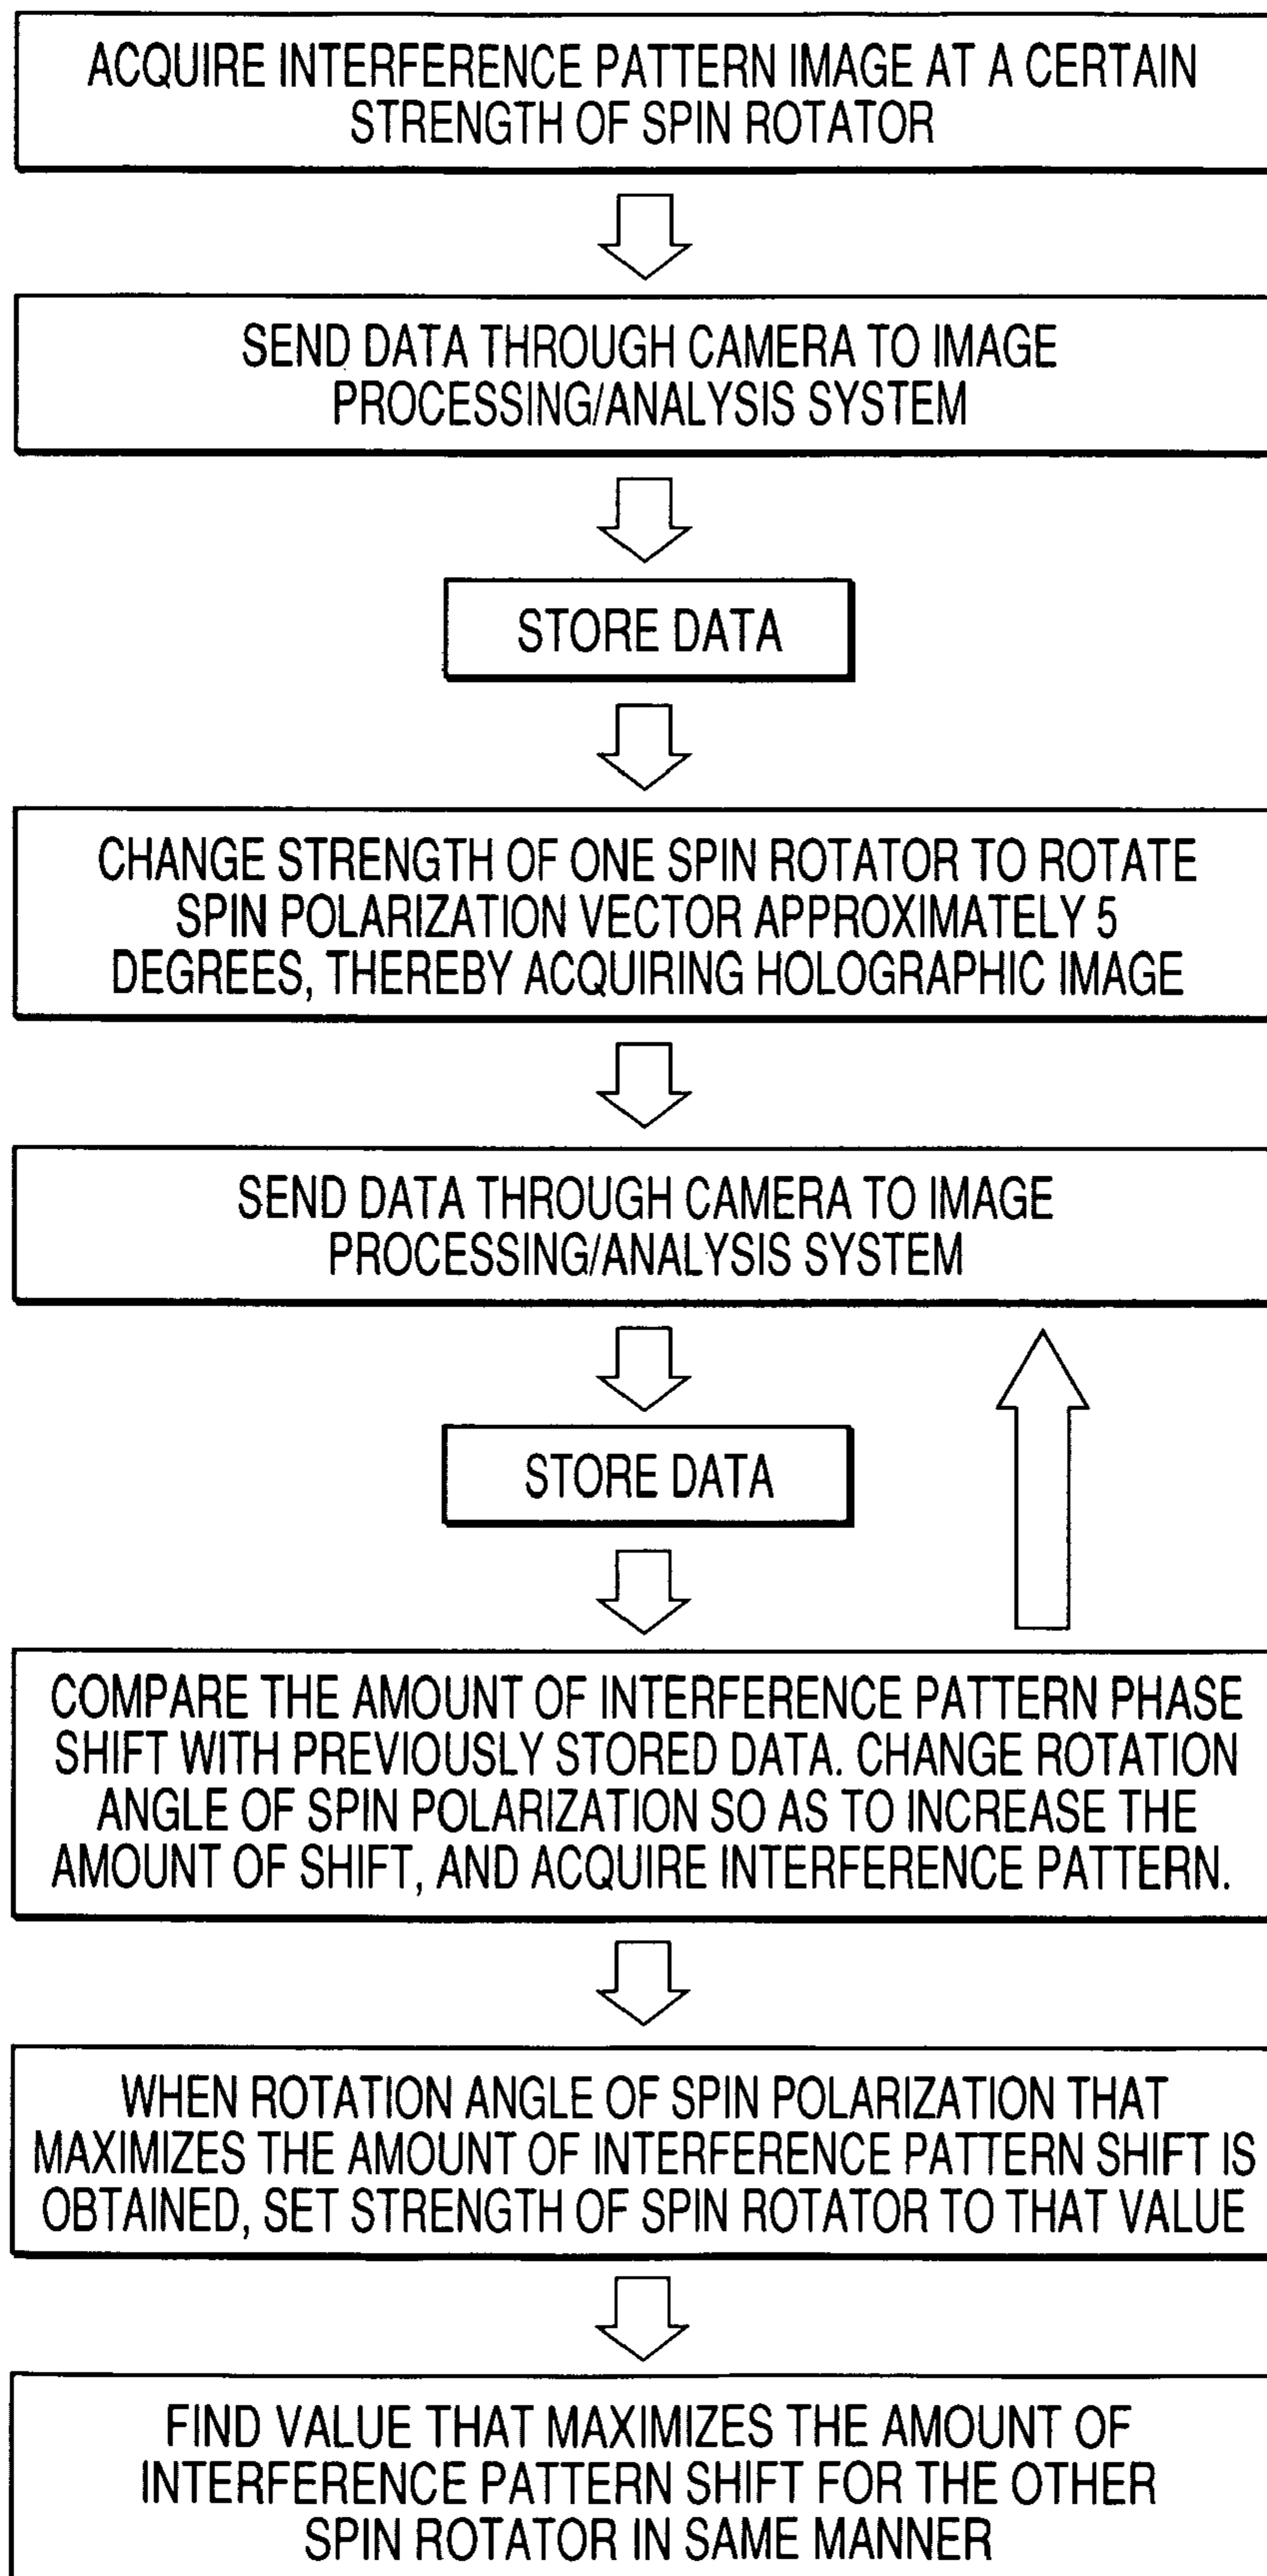 ACQUIRE INTERFERENCE PATTERN IMAGE AT A CERTAIN
STRENGTH OF SPIN ROTATOR
SEND DATA THROUGH CAMERA TO IMAGE
PROCESSING/ANALYSIS SYSTEM
STORE DATA
CHANGE STRENGTH OF ONE SPIN ROTATOR TO ROTATE
SPIN POLARIZATION VECTOR APPROXIMATELY 5
DEGREES, THEREBY ACQUIRING HOLOGRAPHIC IMAGE
SEND DATA THROUGH CAMERA TO IMAGE
PROCESSING/ANALYSIS SYSTEM
STORE DATA
COMPARE THE AMOUNT OF INTERFERENCE PATTERN PHASE
SHIFT WITH PREVIOUSLY STORED DATA. CHANGE ROTATION
ANGLE OF SPIN POLARIZATION SO AS TO INCREASE THE
AMOUNT OF SHIFT, AND ACQUIRE INTERFERENCE PATTERN.
WHEN ROTATION ANGLE OF SPIN POLARIZATION THAT
MAXIMIZES THE AMOUNT OF INTERFERENCE PATTERN SHIFT IS
OBTAINED, SET STRENGTH OF SPIN ROTATOR TO THAT VALUE
FIND VALUE THAT MAXIMIZES THE AMOUNT OF
INTERFERENCE PATTERN SHIFT FOR THE OTHER
SPIN ROTATOR IN SAME MANNER